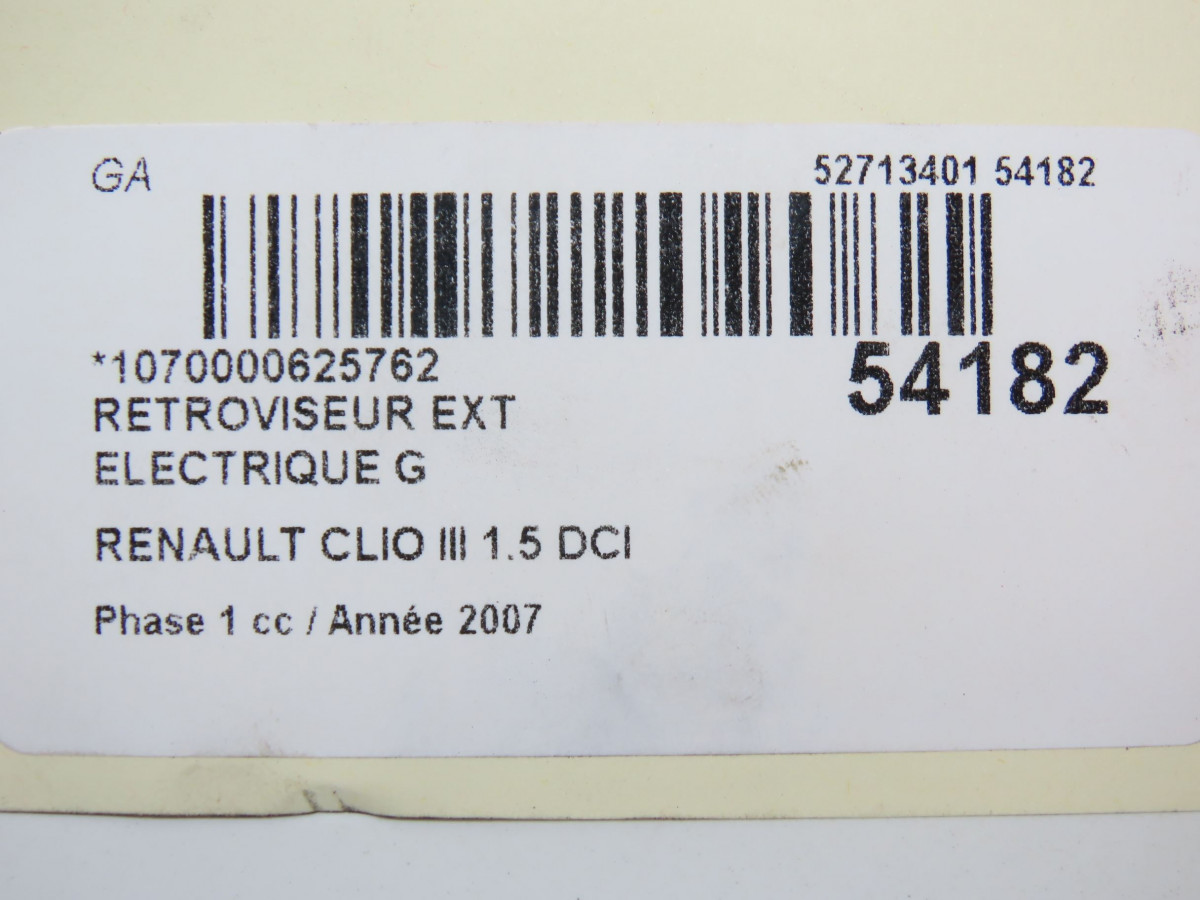 GA
52713401 54182
*1070000625762
54182
RETROVISEUR EXT
ELECTRIQUE G
RENAULT CLIO III 1.5 DCI
Phase 1 cc / Année 2007